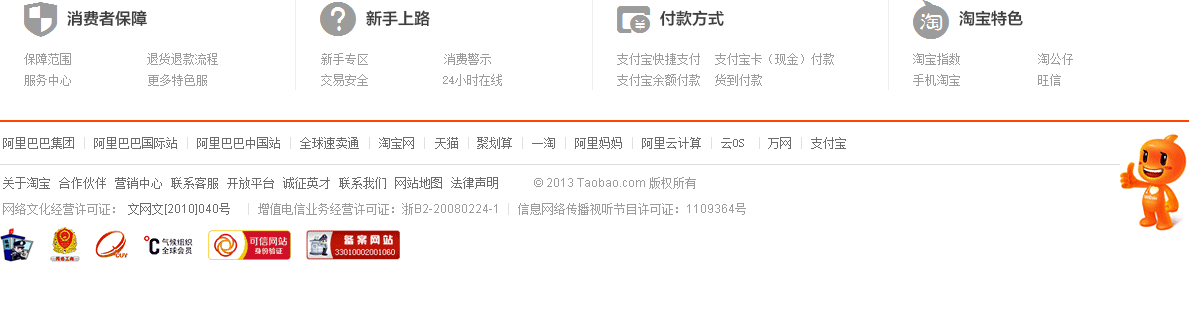 消费者保障 新手上路 付款方式 淘 淘宝特色
保障范围 退货退款流程 新手专区 消费警示 支付宝快捷支付 支付宝卡（现金）付款 淘宝指数 淘公仔
服务中心 更多特色服 交易安全 24小时在线 支付宝余额付款 货到付款 手机淘宝 旺信
阿里巴巴集团 | 阿里巴巴国际站 | 阿里巴巴中国站 | 全球速卖通 | 淘宝网 | 天猫 | 聚划算 | 一淘 | 阿里妈妈 | 阿里云计算 | 云OS | 万网 | 支付宝
关于淘宝 合作伙伴 营销中心 联系客服 开放平台 诚征英才 联系我们 网站地图 法律声明 © 2013 Taobao.com 版权所有
网络文化经营许可证： 文网文[2010]040号 | 增值电信业务经营许可证：浙B2-20080224-1 | 信息网络传播视听节目许可证：1109364号
气候组织 可信网站 备案网站
℃ 全球会员 身份验证 33010002001060